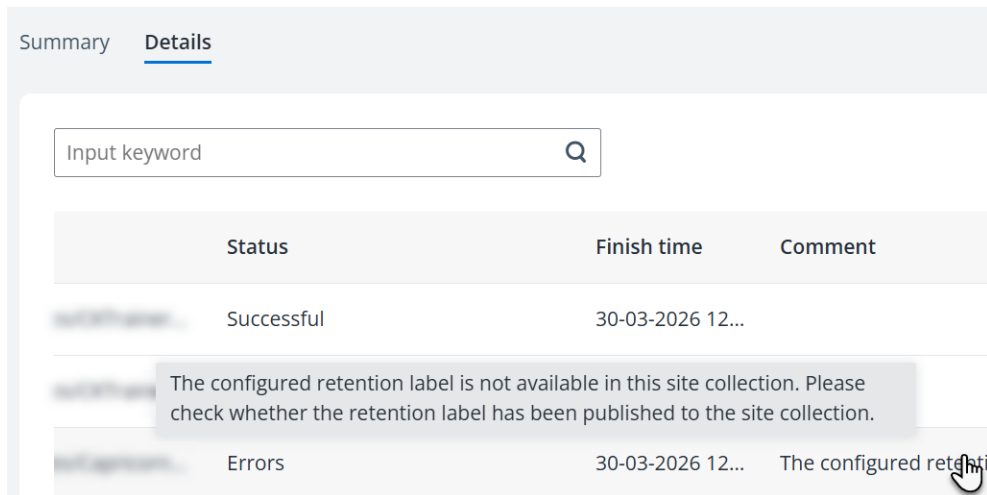 Summary Details
Input keyword
Status Finish time Comment
Successful 30-03-2026 12...
The configured retention label is not available in this site collection. Please
check whether the retention label has been published to the site collection.
Errors 30-03-2026 12... The configured retenti